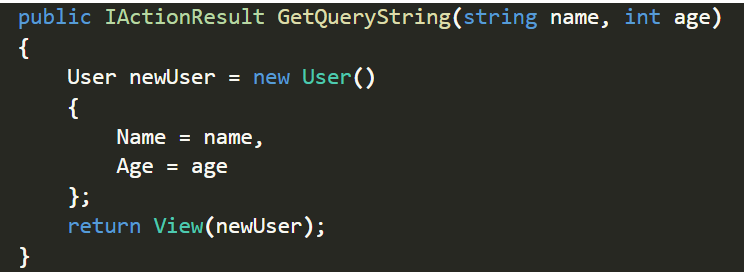 public IActionResult GetQueryString(string name, int age)
{
    User newUser = new User()
    {
        Name = name,
        Age = age
    };
    return View(newUser);
}